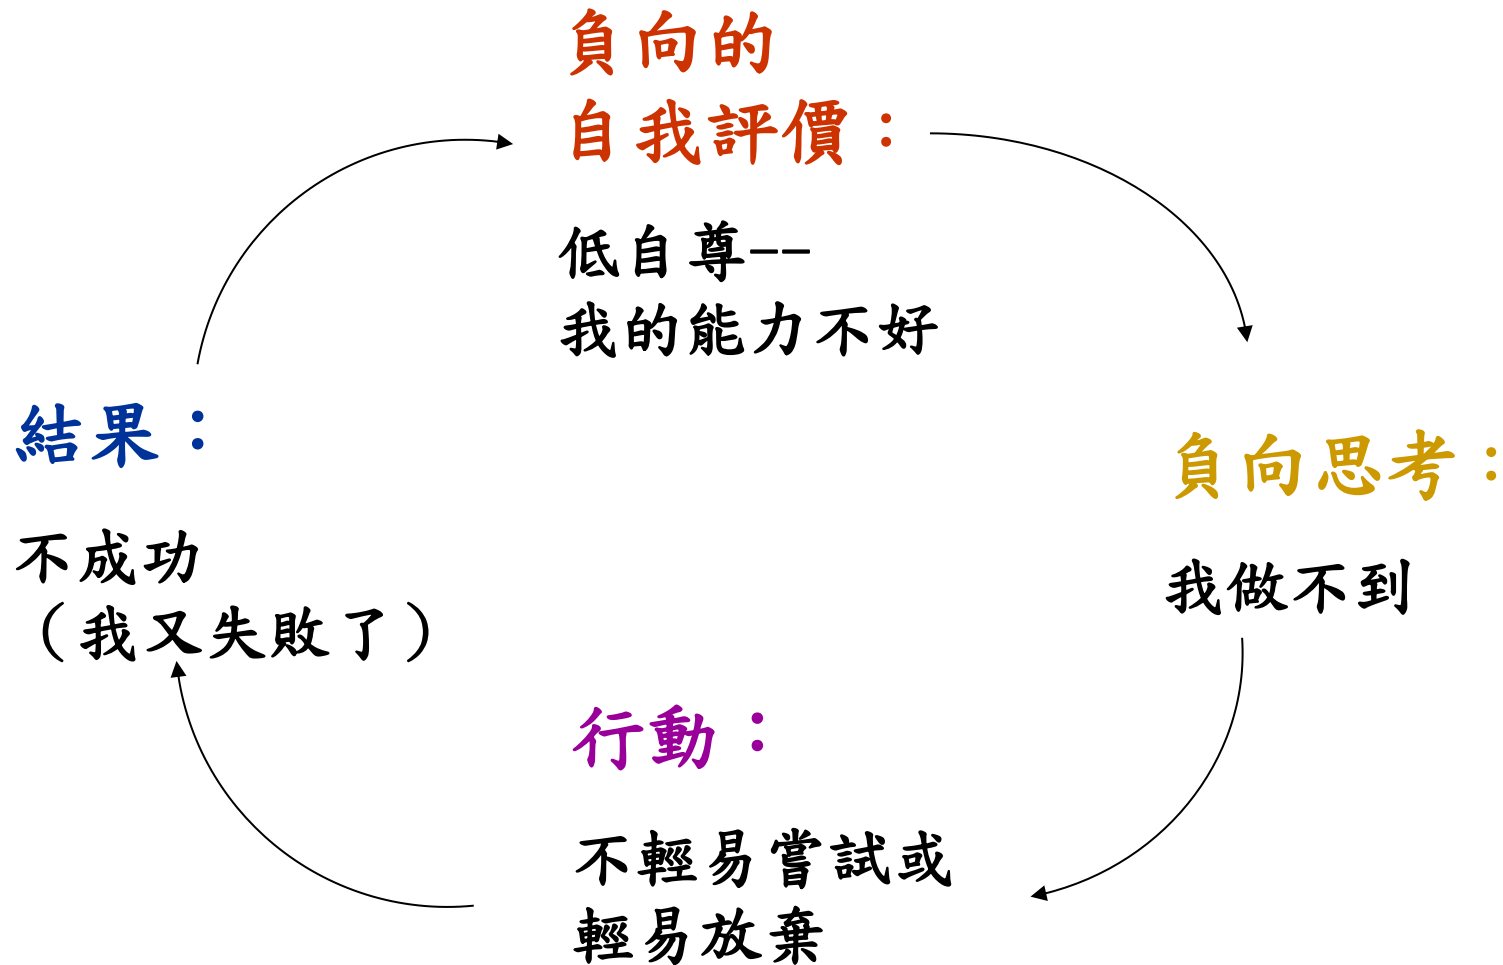 負向的
自我評價：
低自尊--
我的能力不好
負向思考：
我做不到
行動：
不輕易嘗試或
輕易放棄
結果：
不成功
（我又失敗了）